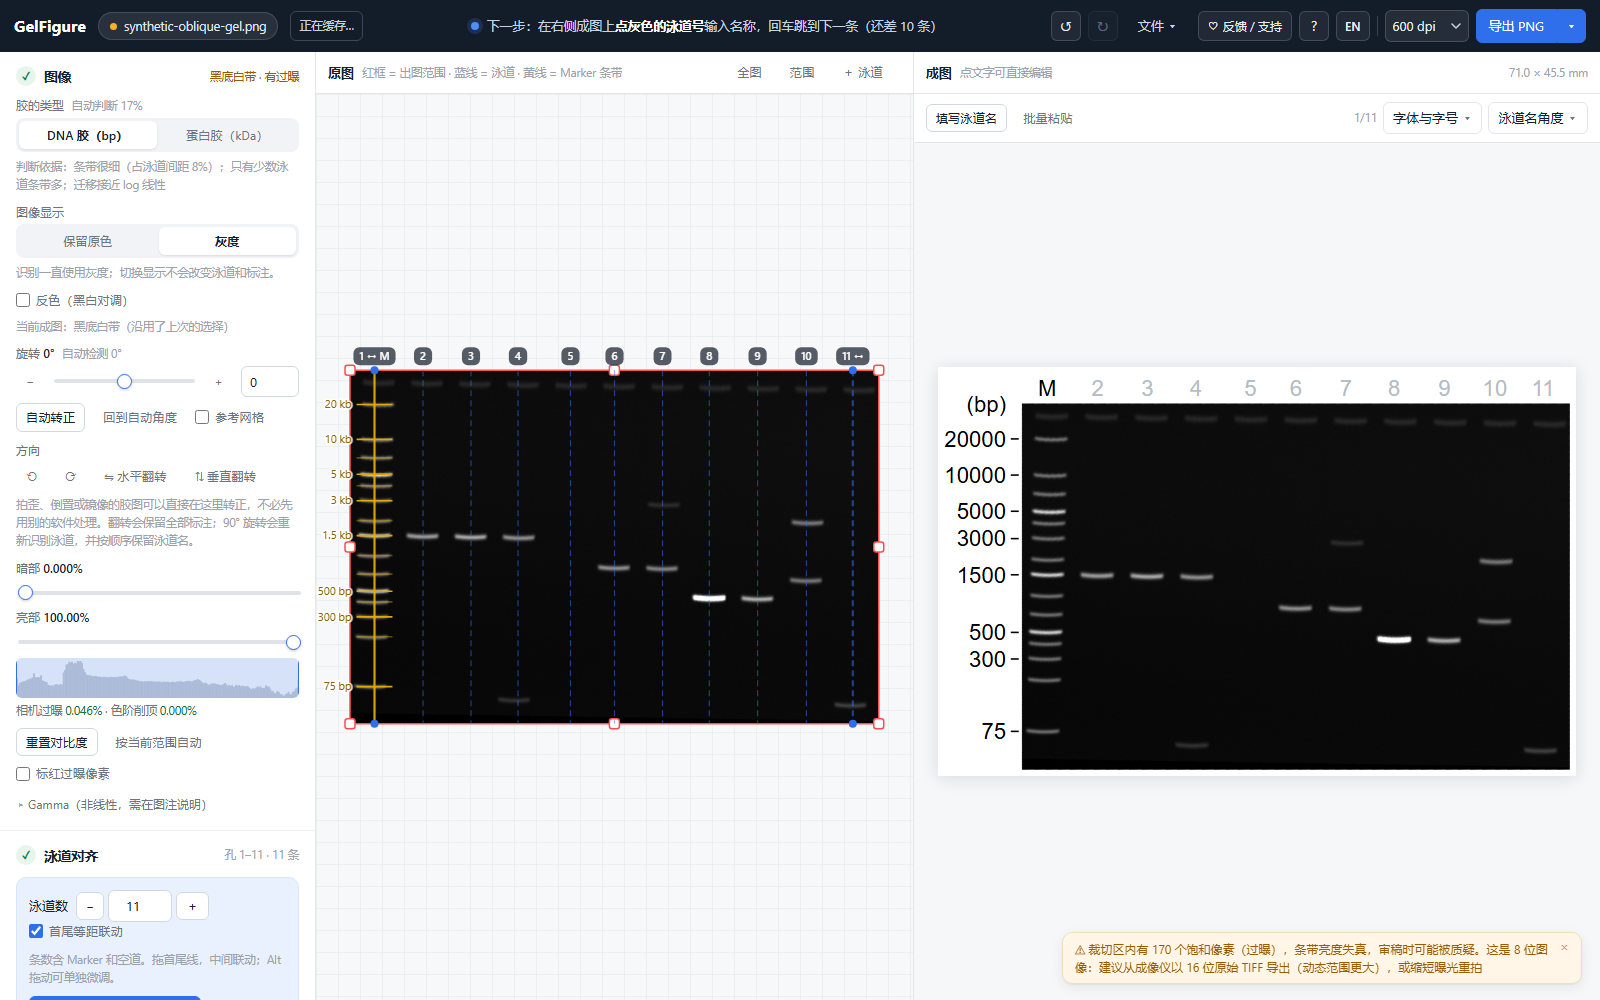 GelFigure
synthetic-oblique-gel.png
正在缓存...
下一步：在右侧成图上点灰色的泳道号输入名称，回车跳到下一条（还差 10 条）
文件
♡ 反馈 / 支持
?
EN
600 dpi
导出 PNG
图像
黑底白带 · 有过曝
胶的类型 自动判断 17%
DNA 胶（bp）
蛋白胶（kDa）
判断依据：条带很细（占泳道间距 8%）；只有少数泳
道条带多；迁移接近 log 线性
图像显示
保留原色
灰度
识别一直使用灰度；切换显示不会改变泳道和标注。
反色（黑白对调）
当前成图：黑底白带（沿用了上次的选择）
旋转 0° 自动检测 0°
−
+
0
自动转正
回到自动角度
参考网格
方向
⇋ 水平翻转
⇅ 垂直翻转
拍歪、倒置或镜像的胶图可以直接在这里转正，不必先
用别的软件处理。翻转会保留全部标注；90° 旋转会重
新识别泳道，并按顺序保留泳道名。
暗部 0.000%
亮部 100.00%
相机过曝 0.046% · 色阶削顶 0.000%
重置对比度
按当前范围自动
标红过曝像素
Gamma（非线性，需在图注说明）
泳道对齐
孔 1–11 · 11 条
泳道数
−
11
+
首尾等距联动
条数含 Marker 和空道。拖首尾线，中间联动；Alt
拖动可单独微调。
原图 红框 = 出图范围 · 蓝线 = 泳道 · 黄线 = Marker 条带
全图
范围
+ 泳道
1 ↔ M
2
3
4
5
6
7
8
9
10
11 ↔
20 kb
10 kb
5 kb
3 kb
1.5 kb
500 bp
300 bp
75 bp
成图 点文字可直接编辑
71.0 × 45.5 mm
填写泳道名
批量粘贴
1/11
字体与字号
泳道名角度
M 2 3 4 5 6 7 8 9 10 11
(bp)
20000
10000
5000
3000
1500
500
300
75
⚠ 裁切区内有 170 个饱和像素（过曝），条带亮度失真，审稿时可能被质疑。这是 8 位图
像：建议从成像仪以 16 位原始 TIFF 导出（动态范围更大），或缩短曝光重拍
×